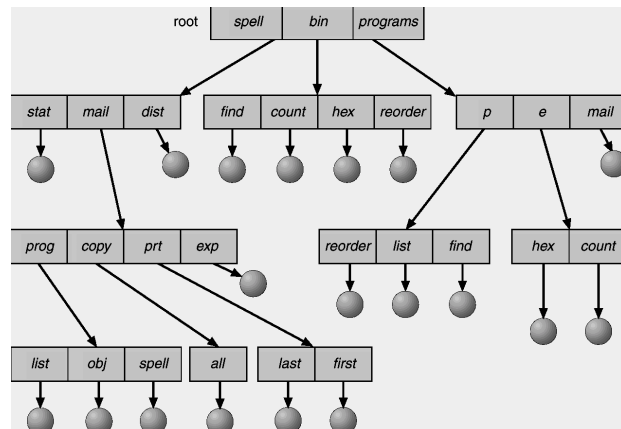 root spell bin programs
stat mail dist find count hex reorder p e mail
prog copy prt exp reorder list find hex count
list obj spell all last first